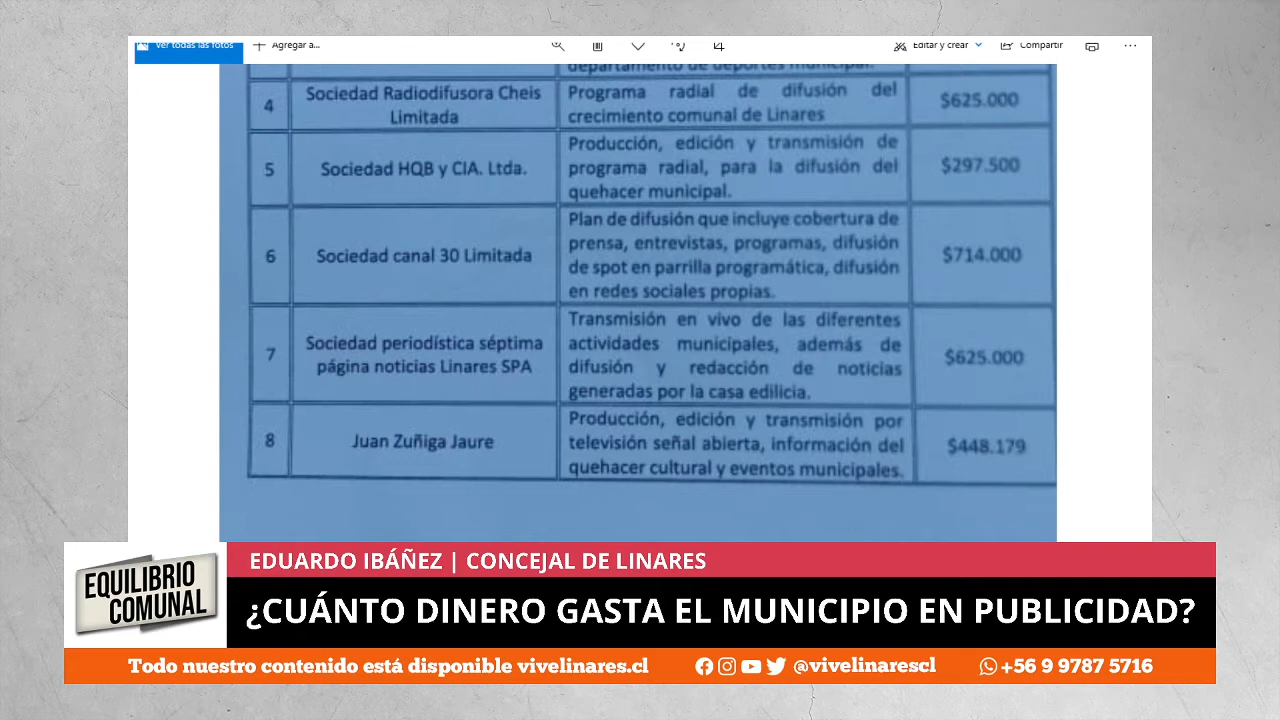 Ver todas las fotos
Agregar a...
Editar y crear
Compartir
departamento de deportes municipal.
4
Sociedad Radiodifusora Cheis
Limitada
Programa radial de difusión del
crecimiento comunal de Linares
$625.000
5
Sociedad HQB y CIA. Ltda.
Producción, edición y transmisión de
programa radial, para la difusión del
quehacer municipal.
$297.500
6
Sociedad canal 30 Limitada
Plan de difusión que incluye cobertura de
prensa, entrevistas, programas, difusión
de spot en parrilla programática, difusión
en redes sociales propias.
$714.000
7
Sociedad periodística séptima
página noticias Linares SPA
Transmisión en vivo de las diferentes
actividades municipales, además de
difusión y redacción de noticias
generadas por la casa edilicia.
$625.000
8
Juan Zuñiga Jaure
Producción, edición y transmisión por
televisión señal abierta, información del
quehacer cultural y eventos municipales.
$448.179
EQUILIBRIO
COMUNAL
EDUARDO IBÁÑEZ | CONCEJAL DE LINARES
¿CUÁNTO DINERO GASTA EL MUNICIPIO EN PUBLICIDAD?
Todo nuestro contenido está disponible vivelinares.cl
@vivelinarescl
+56 9 9787 5716